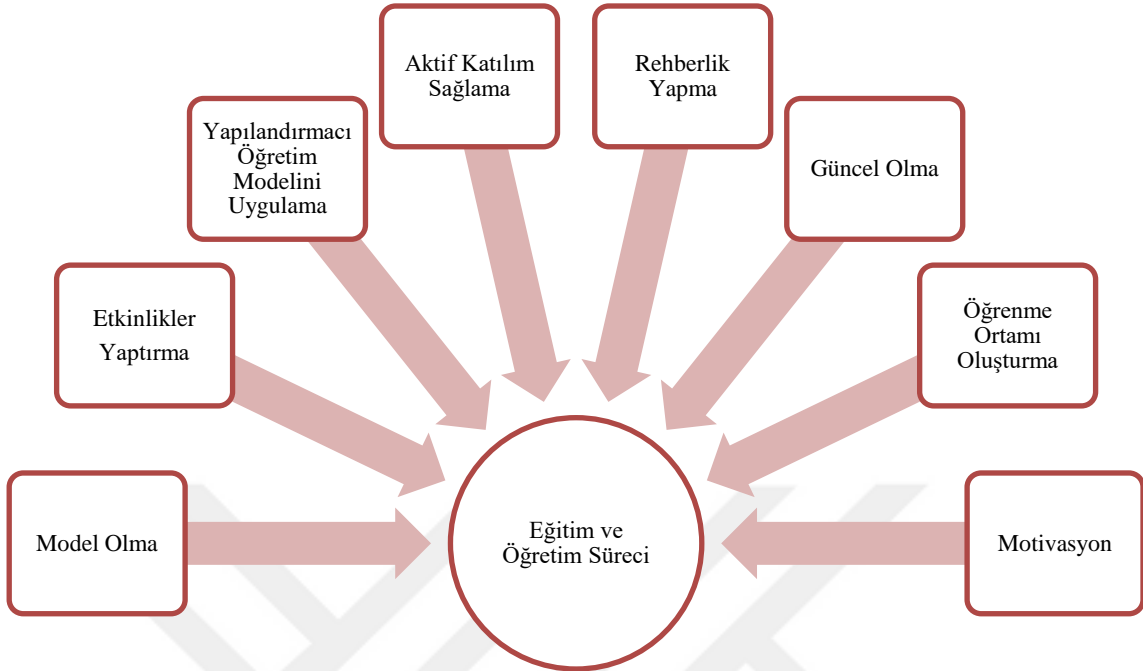 Aktif Katılım
Sağlama
Rehberlik
Yapma
Yapılandırmacı
Öğretim
Modelini
Uygulama
Güncel Olma
Etkinlikler
Yaptırma
Öğrenme
Ortamı
Oluşturma
Model Olma
Eğitim ve
Öğretim Süreci
Motivasyon